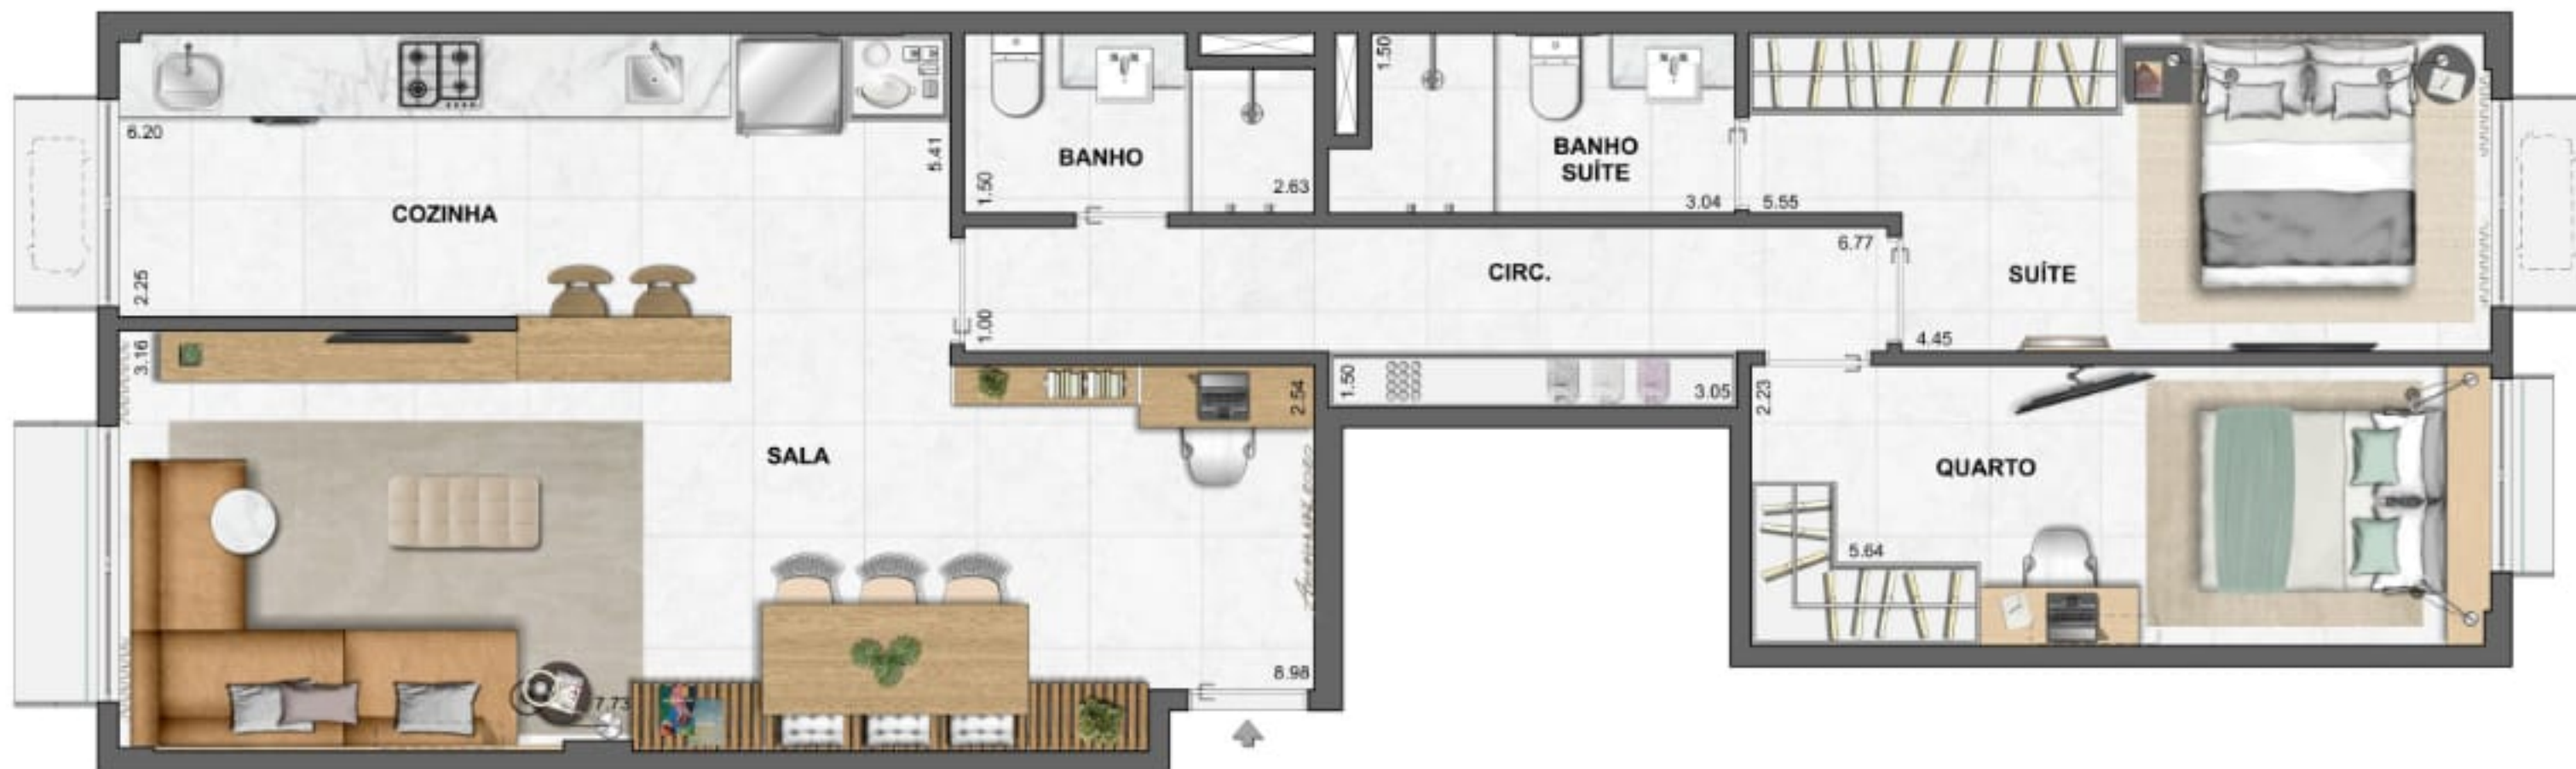 6.20
COZINHA
2.25
5.41
BANHO
1.50
2.63
1.50
BANHO
SUÍTE
3.04
5.55
SUÍTE
4.45
6.77
CIRC.
1.00
3.16
SALA
2.54
1.50
3.05
2.23
QUARTO
5.64
7.73
8.98